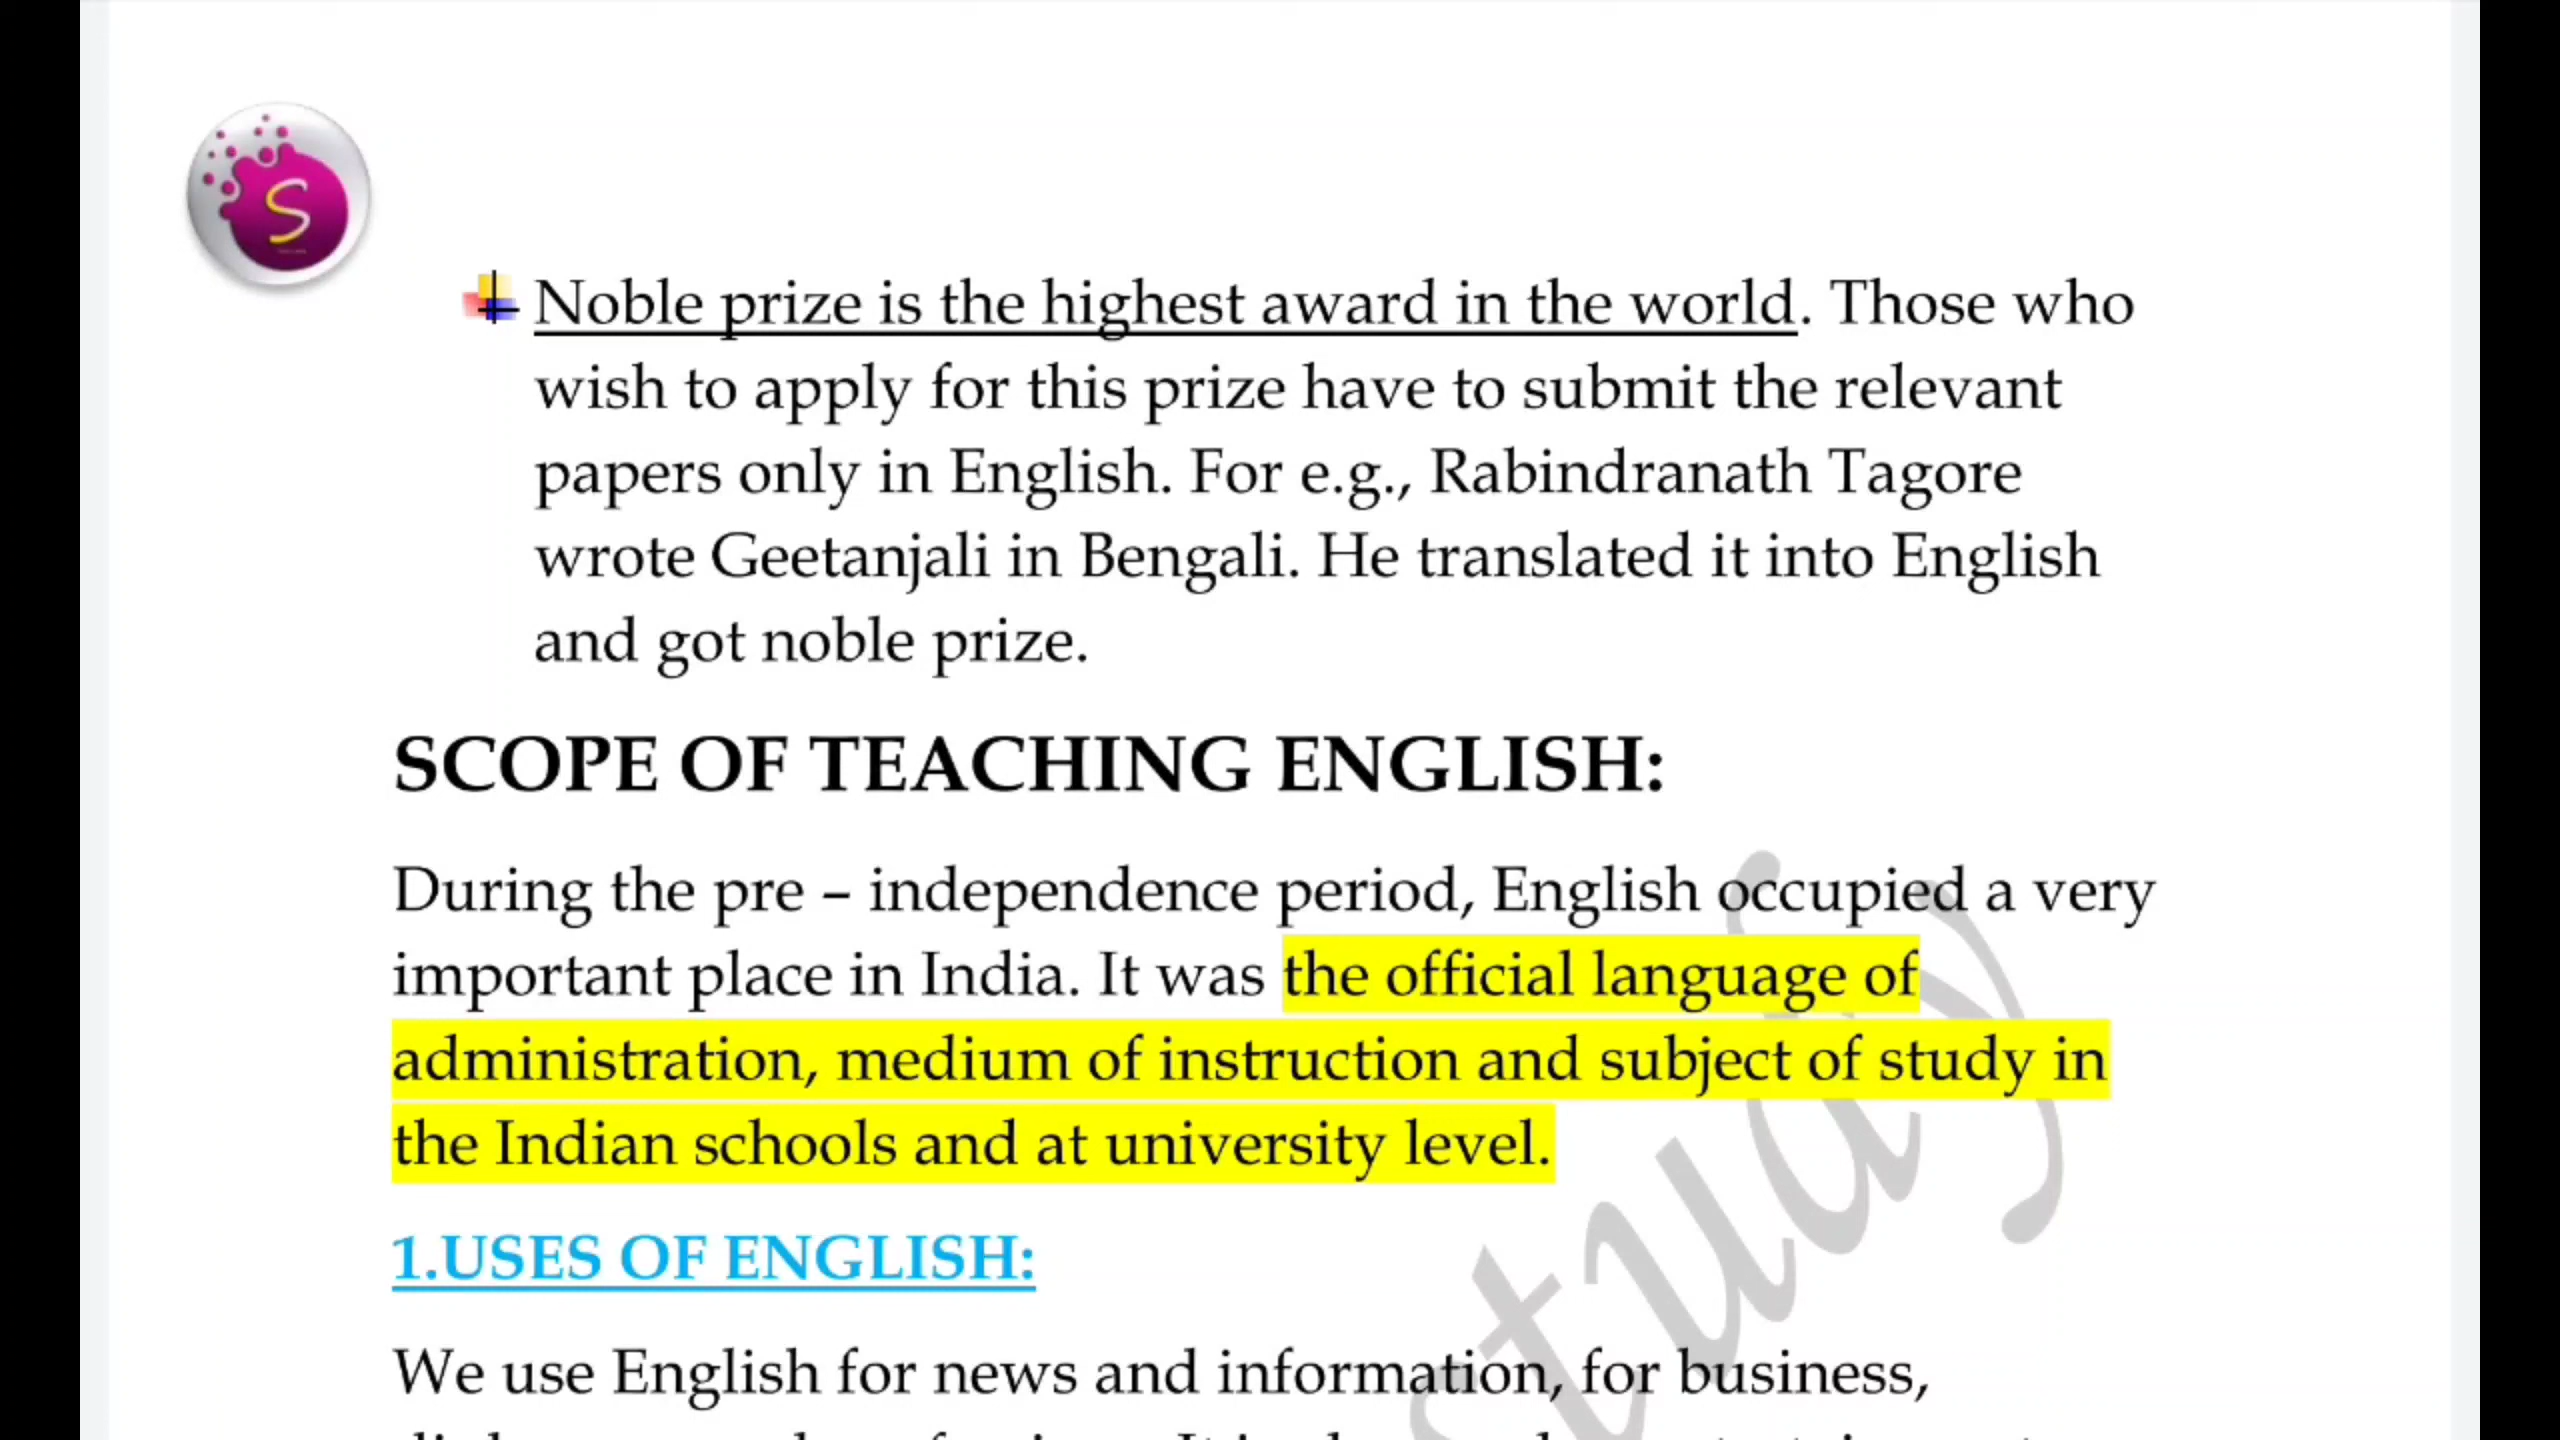 S
Noble prize is the highest award in the world. Those who
wish to apply for this prize have to submit the relevant
papers only in English. For e.g., Rabindranath Tagore
wrote Geetanjali in Bengali. He translated it into English
and got noble prize.
SCOPE OF TEACHING ENGLISH:
During the pre – independence period, English occupied a very
important place in India. It was the official language of
administration, medium of instruction and subject of study in
the Indian schools and at university level.
1.USES OF ENGLISH:
We use English for news and information, for business,
study